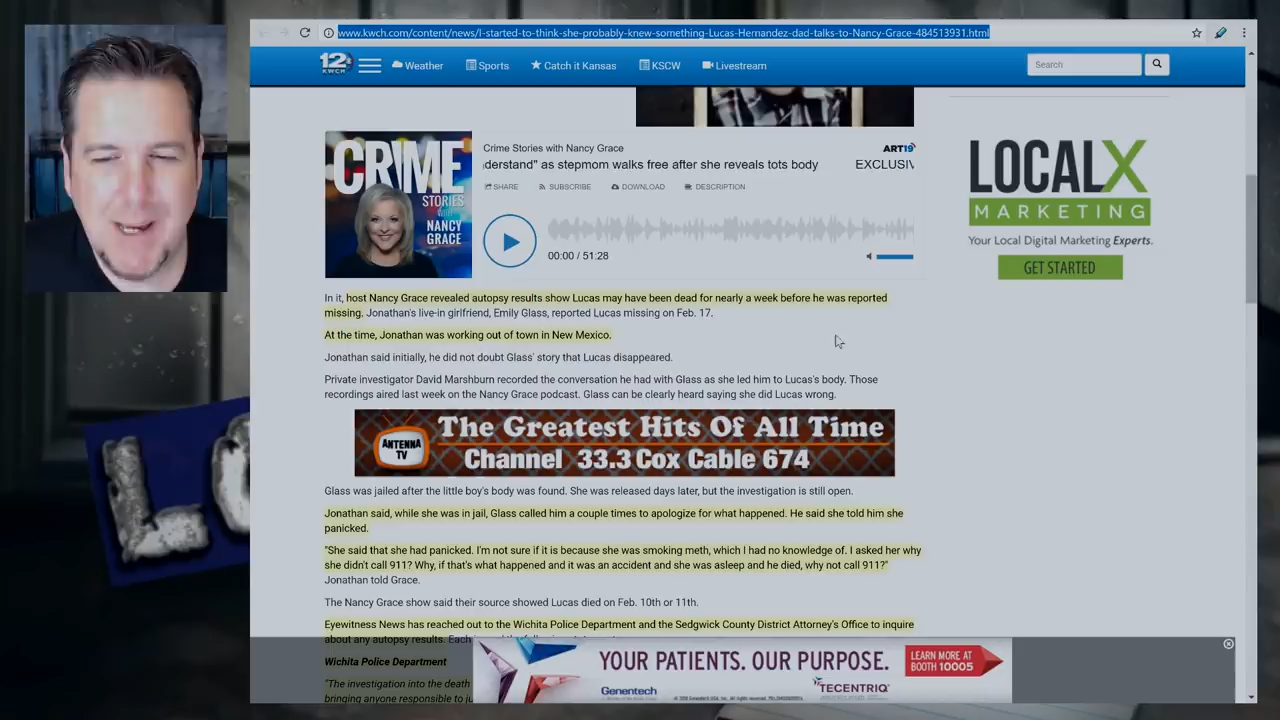 www.kwch.com/content/news/I-started-to-think-she-probably-knew-something-Lucas-Hernandez-dad-talks-to-Nancy-Grace-484513931.html
12
KWCH
Weather
Sports
Catch it Kansas
KSCW
Livestream
Search
CRIME
STORIES
with
NANCY
GRACE
Crime Stories with Nancy Grace
derstand" as stepmom walks free after she reveals tots body
EXCLUSIV
ART19
SHARE
SUBSCRIBE
DOWNLOAD
DESCRIPTION
00:00 / 51:28
LOCALX
MARKETING
Your Local Digital Marketing Experts.
GET STARTED
In it, host Nancy Grace revealed autopsy results show Lucas may have been dead for nearly a week before he was reported
missing. Jonathan's live-in girlfriend, Emily Glass, reported Lucas missing on Feb. 17.
At the time, Jonathan was working out of town in New Mexico.
Jonathan said initially, he did not doubt Glass' story that Lucas disappeared.
Private investigator David Marshburn recorded the conversation he had with Glass as she led him to Lucas's body. Those
recordings aired last week on the Nancy Grace podcast. Glass can be clearly heard saying she did Lucas wrong.
ANTENNA
TV
The Greatest Hits Of All Time
Channel 33.3 Cox Cable 674
Glass was jailed after the little boy's body was found. She was released days later, but the investigation is still open.
Jonathan said, while she was in jail, Glass called him a couple times to apologize for what happened. He said she told him she
panicked.
"She said that she had panicked. I'm not sure if it is because she was smoking meth, which I had no knowledge of. I asked her why
she didn't call 911? Why, if that's what happened and it was an accident and she was asleep and he died, why not call 911?"
Jonathan told Grace.
The Nancy Grace show said their source showed Lucas died on Feb. 10th or 11th.
Eyewitness News has reached out to the Wichita Police Department and the Sedgwick County District Attorney's Office to inquire
about any autopsy results.
Wichita Police Department
"The investigation into the death
bringing anyone responsible to ju
YOUR PATIENTS. OUR PURPOSE.
LEARN MORE AT
BOOTH 10005
Genentech
TECENTRIQ
LO